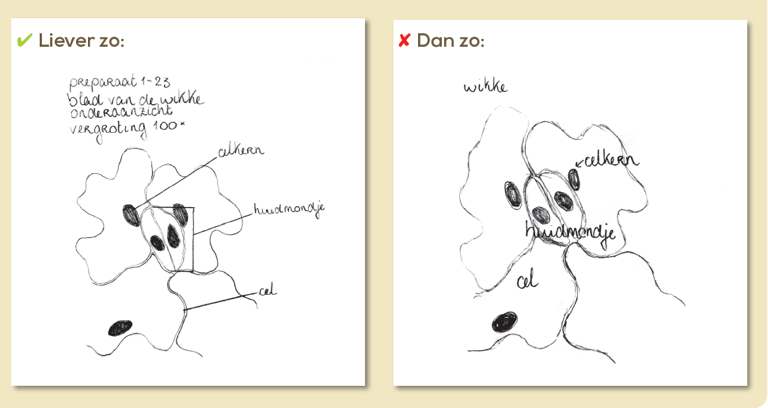 ✔ Liever zo:
preparaat 1-23
blad van de wikke
onderaanzicht
vergroting 100x
celkern
huidmondje
cel
✘ Dan zo:
wikke
celkern
huidmondje
cel